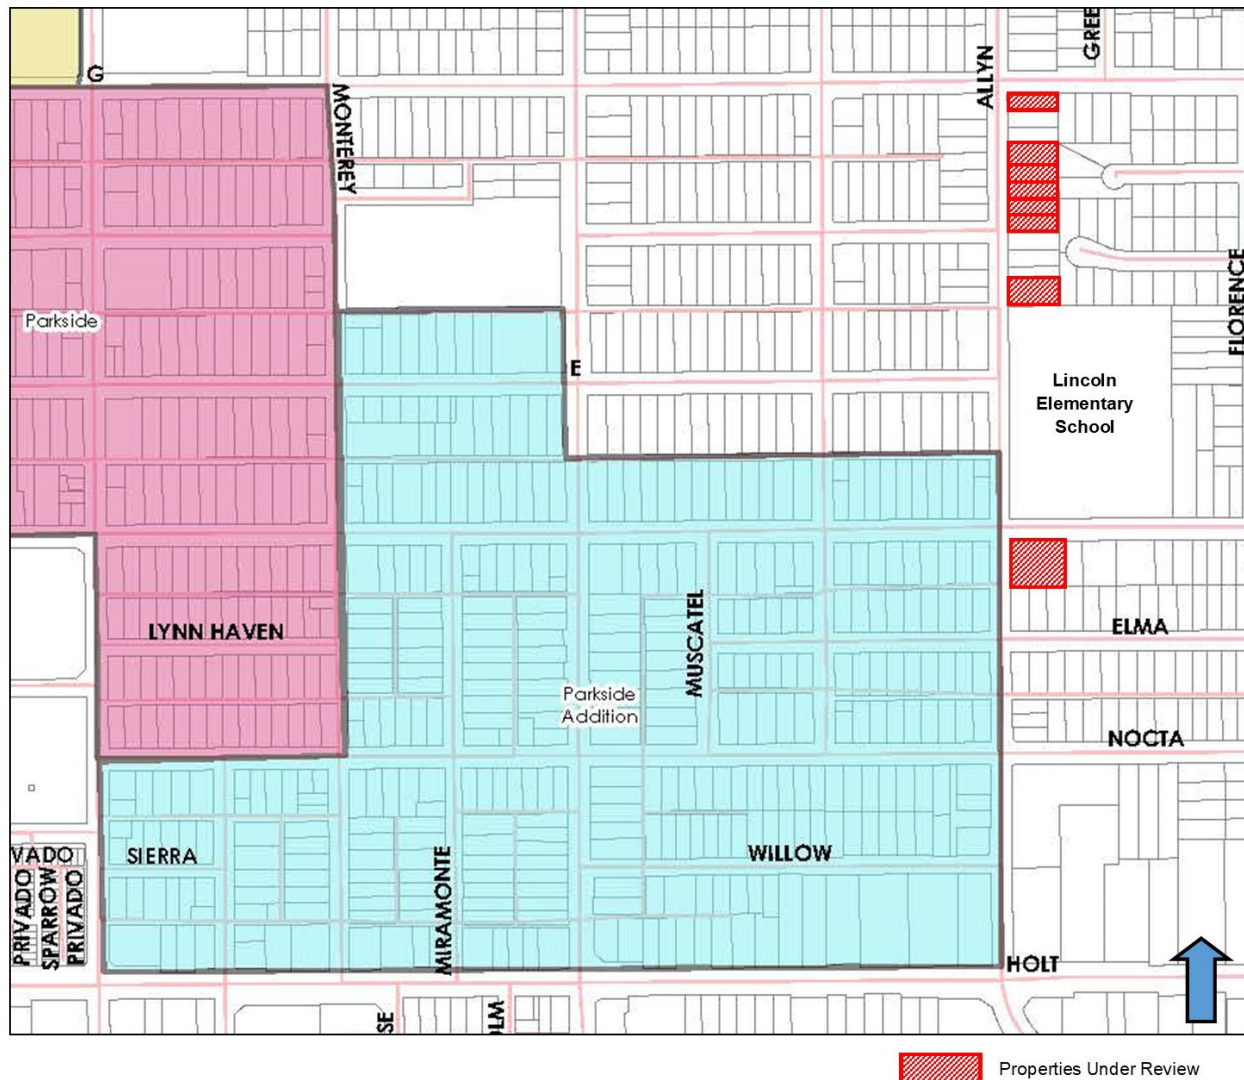 G
MONTEREY
ALLYN
GREE
FLORENCE
Parkside
E
Lincoln
Elementary
School
LYNN HAVEN
MUSCATEL
ELMA
Parkside
Addition
NOCTA
VADO
SIERRA
MIRAMONTE
WILLOW
PRIVADO
SPARROW
PRIVADO
HOLT
SE
OLM
Properties Under Review